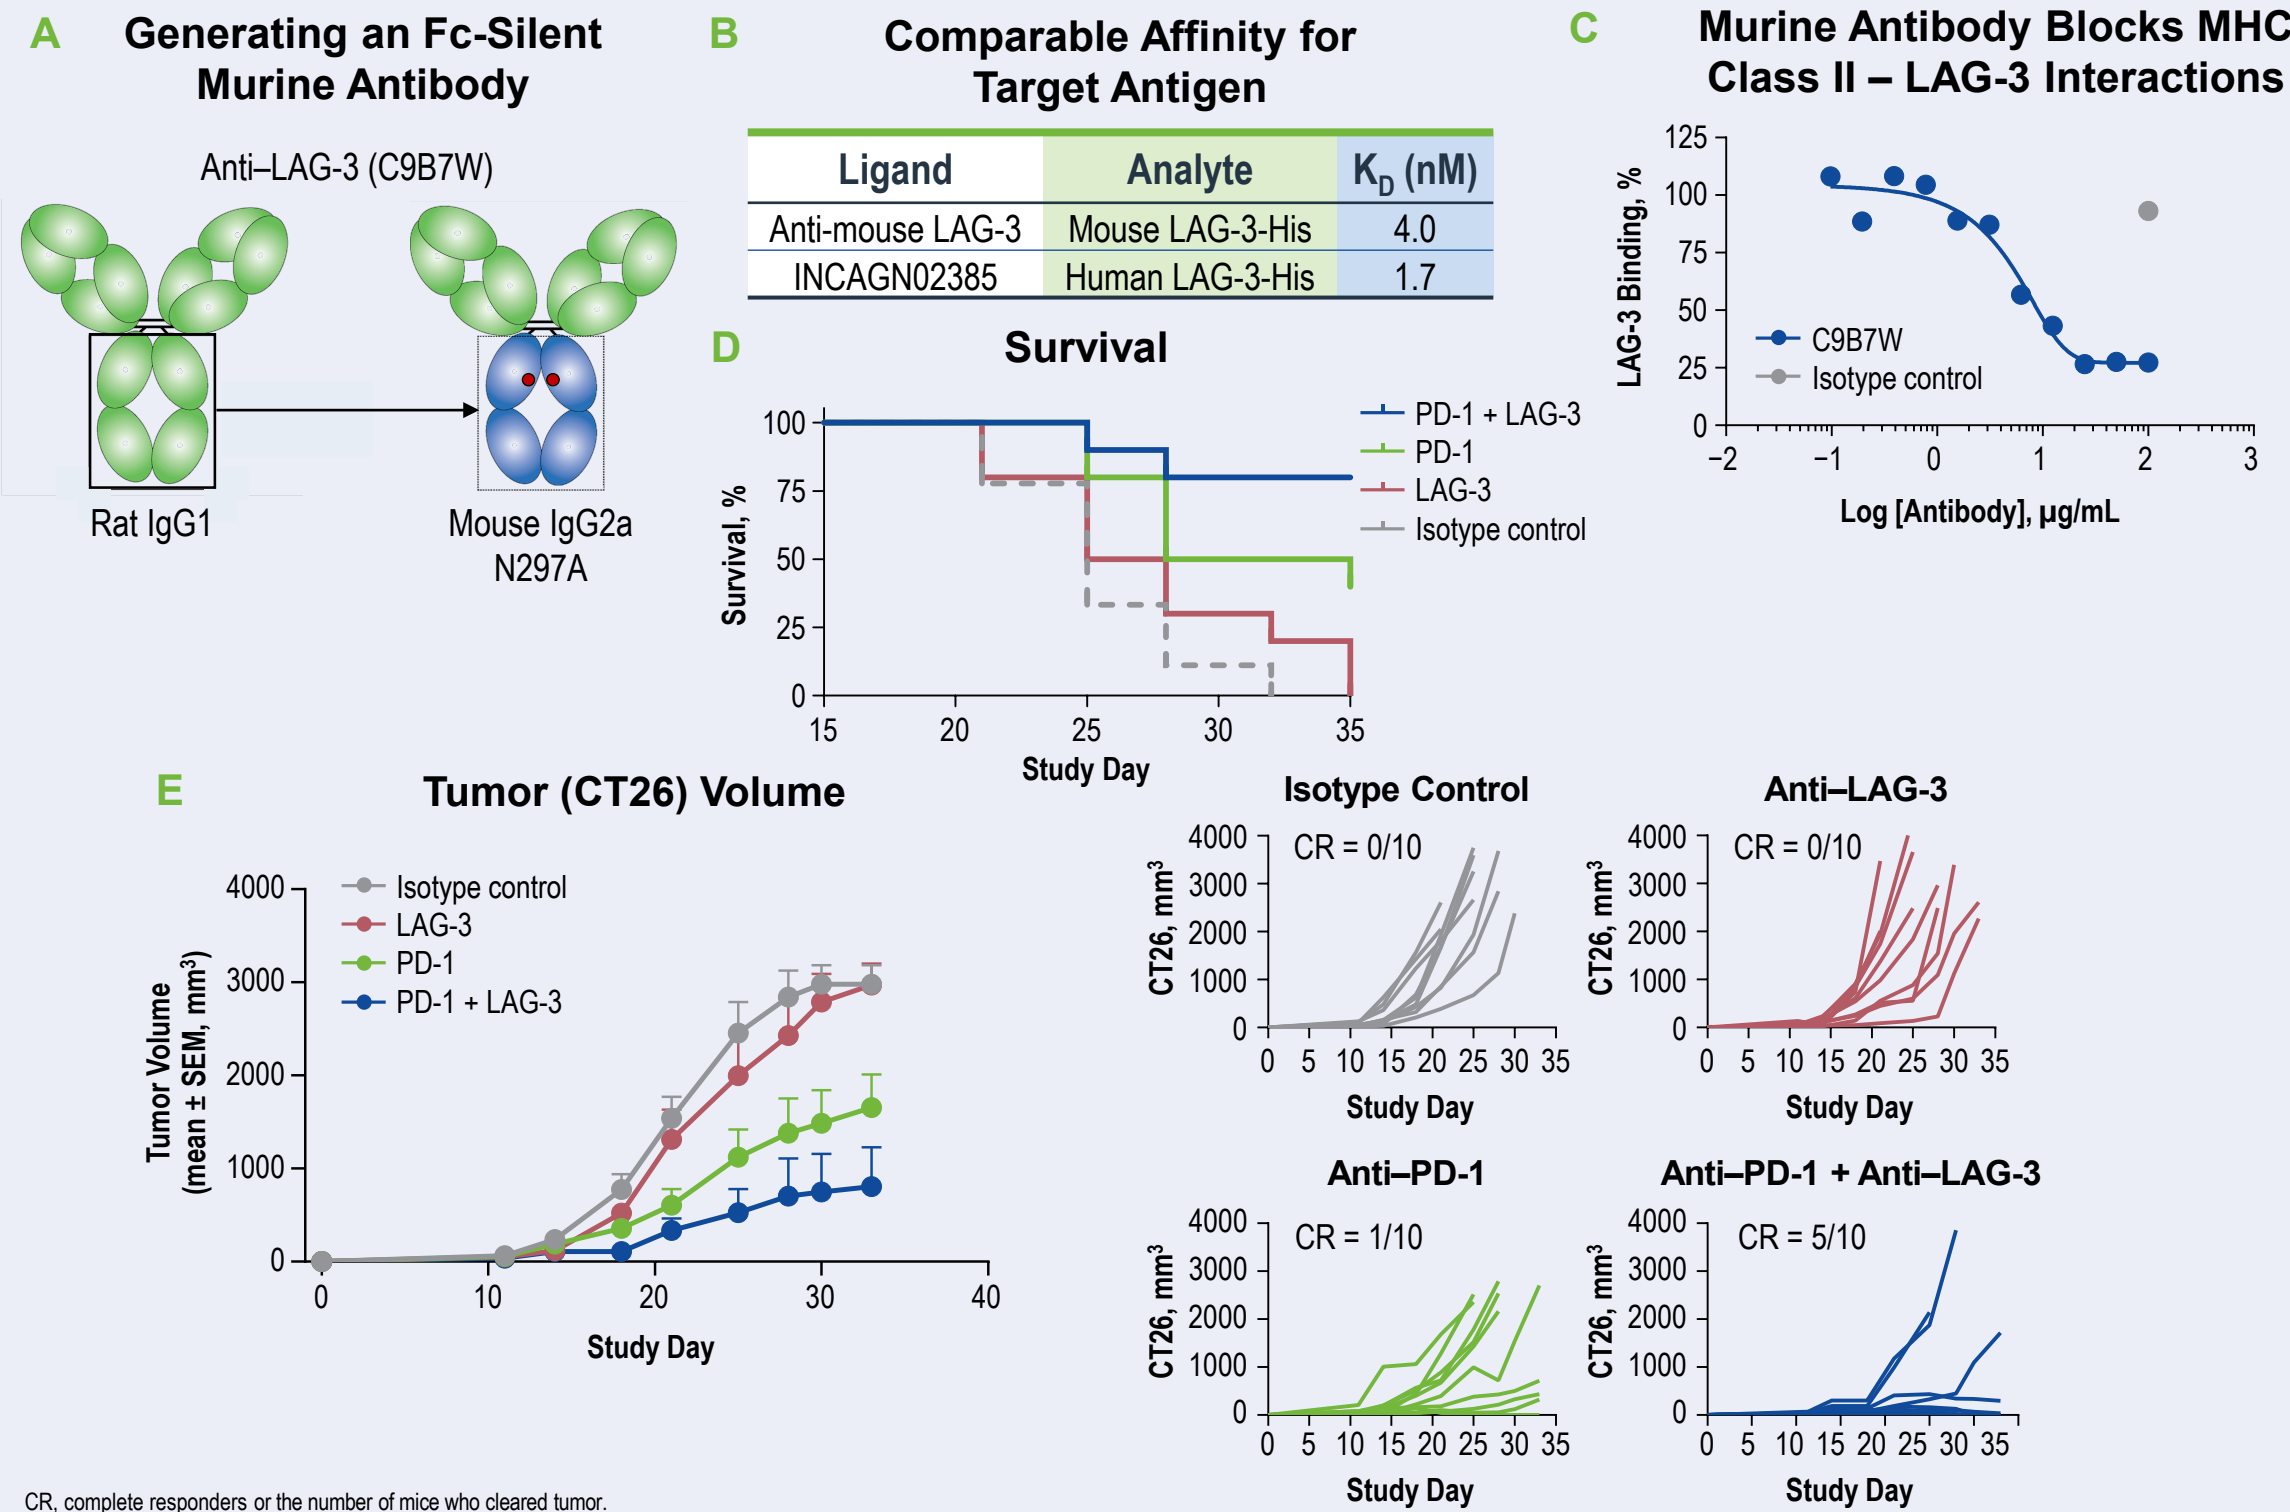 A
Generating an Fc-Silent
Murine Antibody
Anti–LAG-3 (C9B7W)
Rat IgG1
Mouse IgG2a
N297A
B
Comparable Affinity for
Target Antigen
Ligand Analyte KD (nM)
Anti-mouse LAG-3 Mouse LAG-3-His 4.0
INCAGN02385 Human LAG-3-His 1.7
C
Murine Antibody Blocks MHC
Class II – LAG-3 Interactions
LAG-3 Binding, %
125
100
75
50
25
0
C9B7W
Isotype control
−2 −1 0 1 2 3
Log [Antibody], µg/mL
D
Survival
Survival, %
100
75
50
25
0
15 20 25 30 35
Study Day
PD-1 + LAG-3
PD-1
LAG-3
Isotype control
E
Tumor (CT26) Volume
Tumor Volume
(mean ± SEM, mm3)
4000
3000
2000
1000
0
Isotype control
LAG-3
PD-1
PD-1 + LAG-3
0 10 20 30 40
Study Day
Isotype Control
CT26, mm3
4000
3000
2000
1000
0
CR = 0/10
0 5 10 15 20 25 30 35
Study Day
Anti–LAG-3
CT26, mm3
4000
3000
2000
1000
0
CR = 0/10
0 5 10 15 20 25 30 35
Study Day
Anti–PD-1
CT26, mm3
4000
3000
2000
1000
0
CR = 1/10
0 5 10 15 20 25 30 35
Study Day
Anti–PD-1 + Anti–LAG-3
CT26, mm3
4000
3000
2000
1000
0
CR = 5/10
0 5 10 15 20 25 30 35
Study Day
CR, complete responders or the number of mice who cleared tumor.